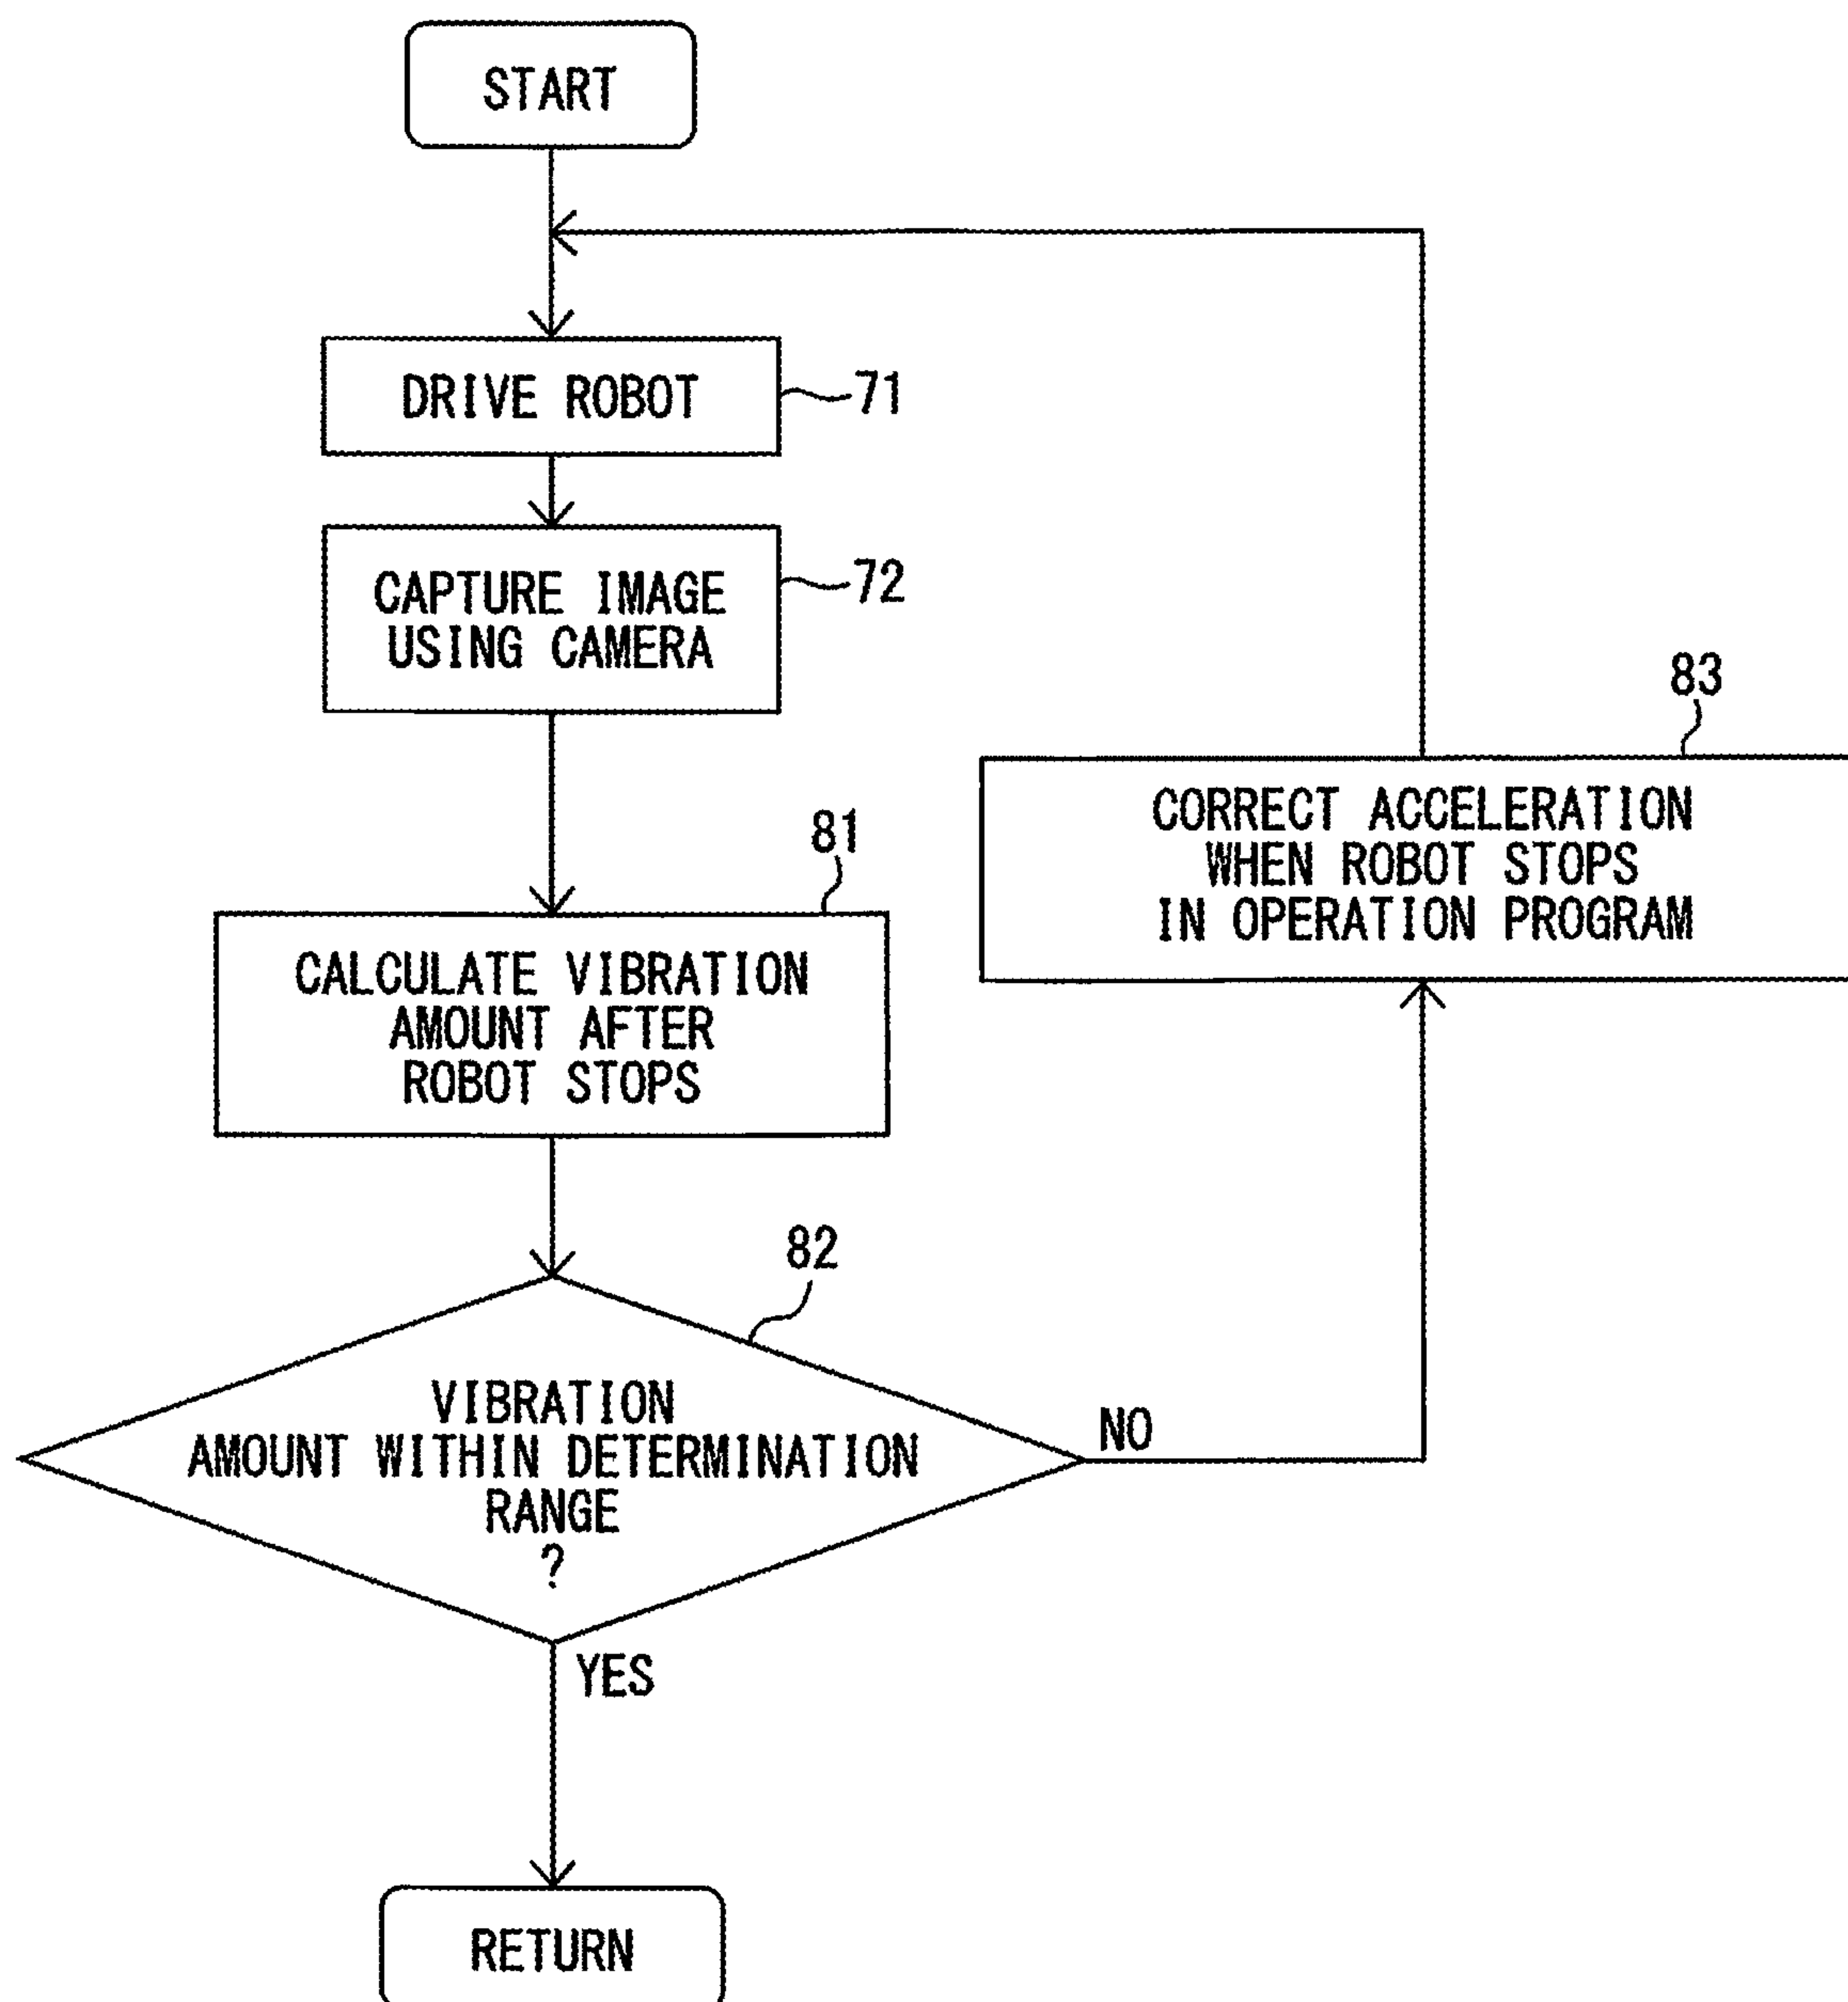 START
DRIVE ROBOT
71
CAPTURE IMAGE
USING CAMERA
72
81
CALCULATE VIBRATION
AMOUNT AFTER
ROBOT STOPS
82
VIBRATION
AMOUNT WITHIN DETERMINATION
RANGE
?
NO
YES
83
CORRECT ACCELERATION
WHEN ROBOT STOPS
IN OPERATION PROGRAM
RETURN